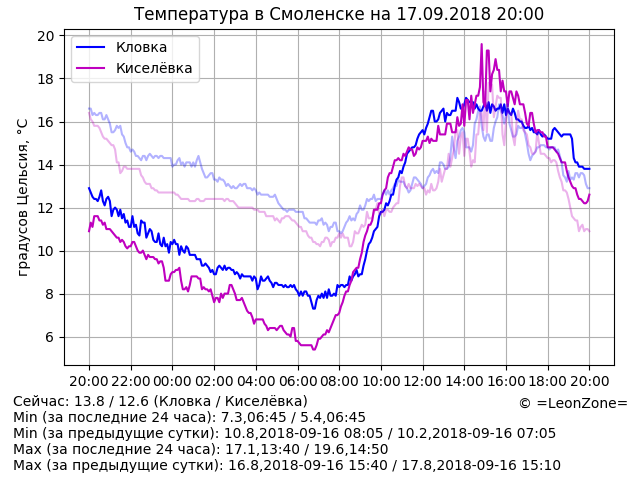 Температура в Смоленске на 17.09.2018 20:00
Кловка
Киселёвка
градусов Цельсия, °C
20
18
16
14
12
10
8
6
20:00 22:00 00:00 02:00 04:00 06:00 08:00 10:00 12:00 14:00 16:00 18:00 20:00
Сейчас: 13.8 / 12.6 (Кловка / Киселёвка)
© =LeonZone=
Min (за последние 24 часа): 7.3,06:45 / 5.4,06:45
Min (за предыдущие сутки): 10.8,2018-09-16 08:05 / 10.2,2018-09-16 07:05
Max (за последние 24 часа): 17.1,13:40 / 19.6,14:50
Max (за предыдущие сутки): 16.8,2018-09-16 15:40 / 17.8,2018-09-16 15:10